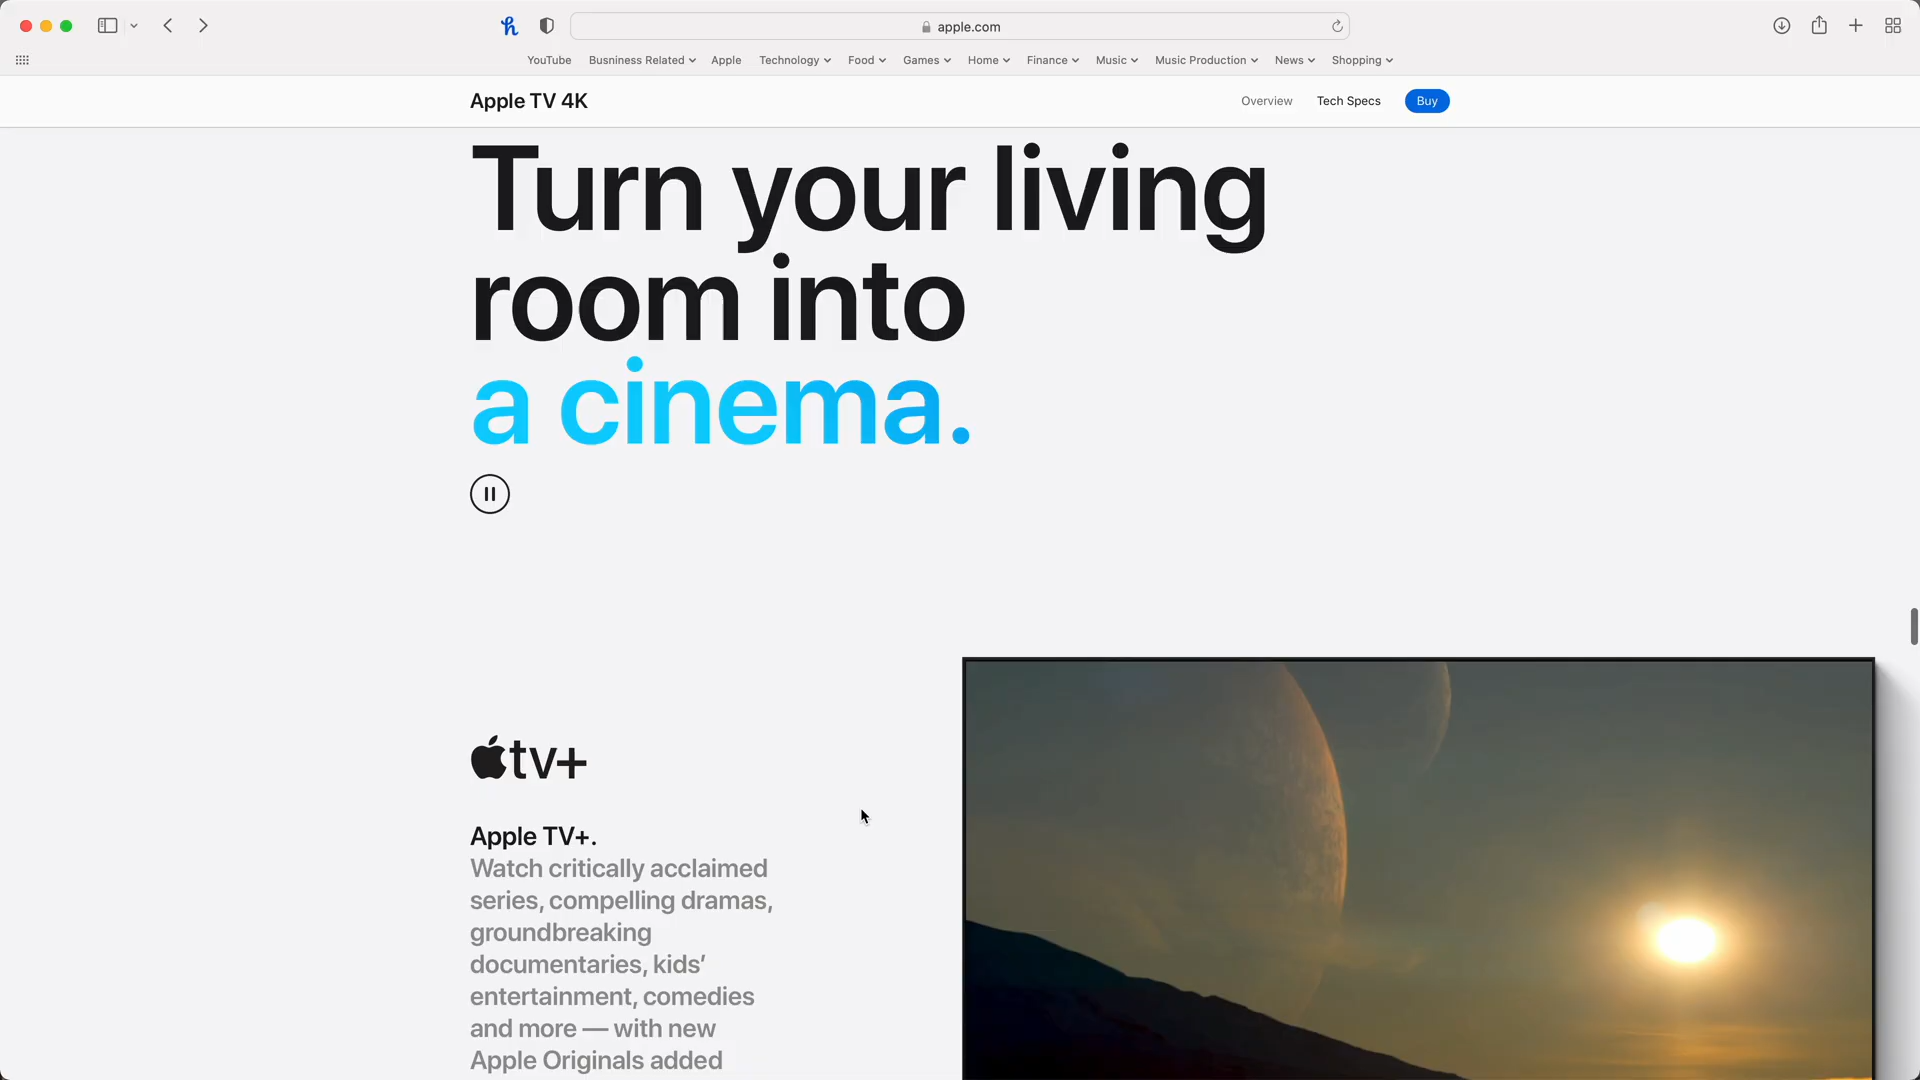 apple.com
YouTube Busniness Related Apple Technology Food Games Home Finance Music Music Production News Shopping
Apple TV 4K Overview Tech Specs Buy
Turn your living
room into
a cinema.
tv+
Apple TV+.
Watch critically acclaimed
series, compelling dramas,
groundbreaking
documentaries, kids’
entertainment, comedies
and more — with new
Apple Originals added